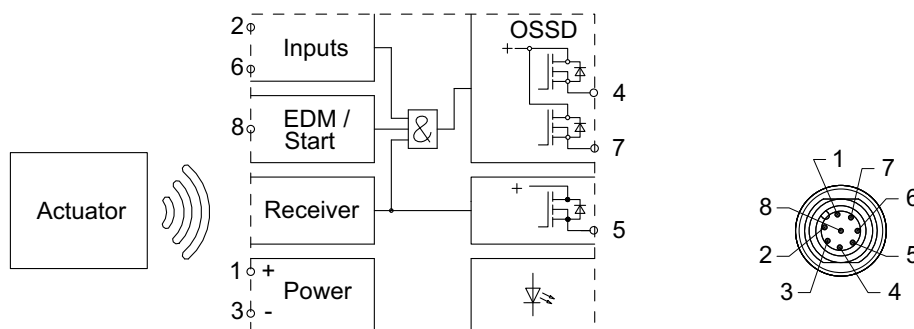 2
Inputs
6
OSSD
+
4
8
EDM /
Start
&
7
Actuator
Receiver
+
5
1 +
Power
3 -
1
7
6
8
2
5
3
4